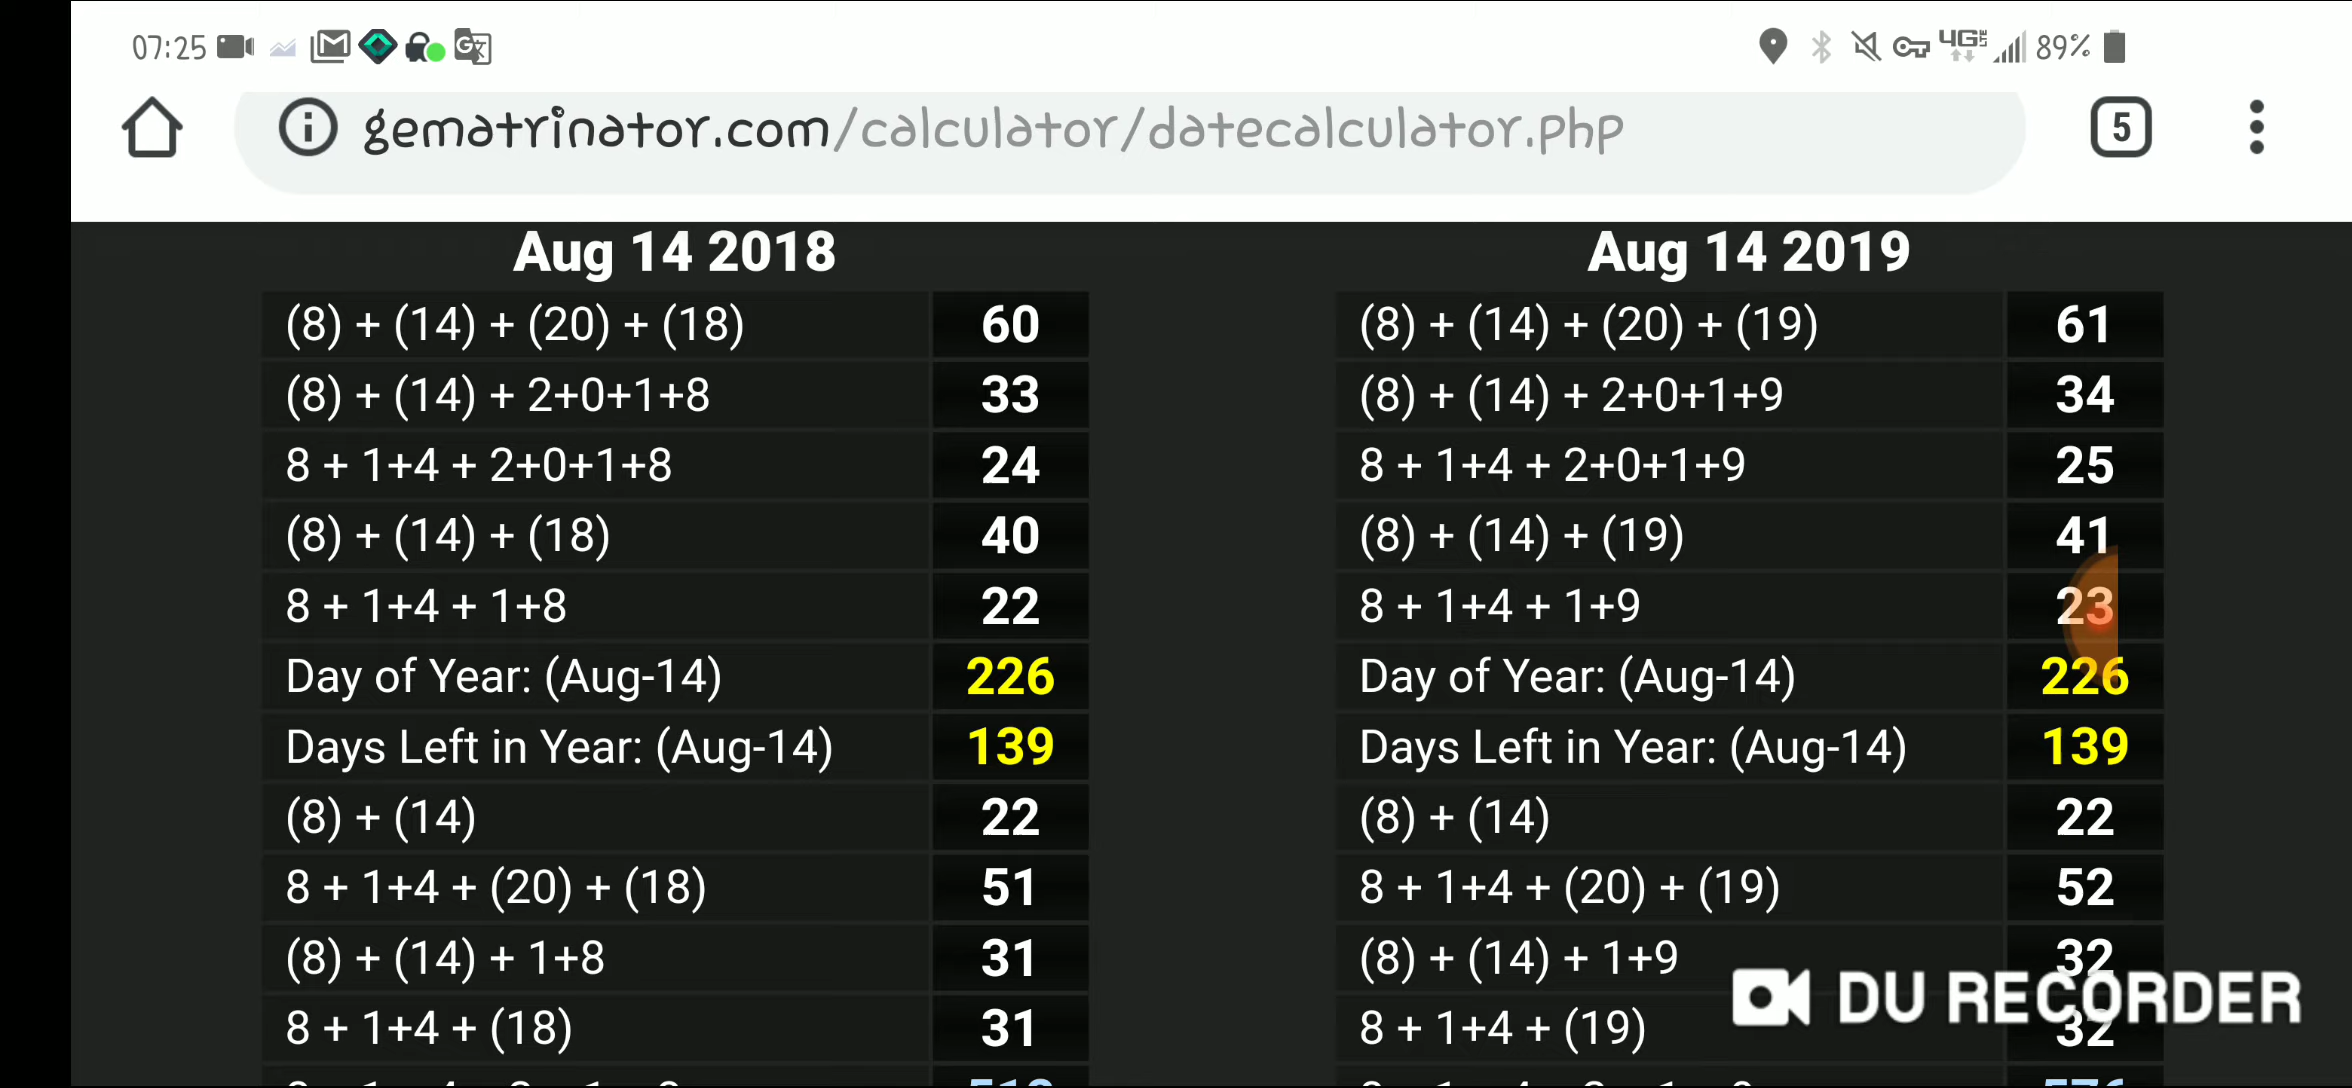 07:25 4G LTE 89%
gematrinator.com/calculator/datecalculator.php 5
Aug 14 2018
(8) + (14) + (20) + (18) 60
(8) + (14) + 2+0+1+8 33
8 + 1+4 + 2+0+1+8 24
(8) + (14) + (18) 40
8 + 1+4 + 1+8 22
Day of Year: (Aug-14) 226
Days Left in Year: (Aug-14) 139
(8) + (14) 22
8 + 1+4 + (20) + (18) 51
(8) + (14) + 1+8 31
8 + 1+4 + (18) 31
Aug 14 2019
(8) + (14) + (20) + (19) 61
(8) + (14) + 2+0+1+9 34
8 + 1+4 + 2+0+1+9 25
(8) + (14) + (19) 41
8 + 1+4 + 1+9 23
Day of Year: (Aug-14) 226
Days Left in Year: (Aug-14) 139
(8) + (14) 22
8 + 1+4 + (20) + (19) 52
(8) + (14) + 1+9 32
8 + 1+4 + (19) 32
DU RECORDER